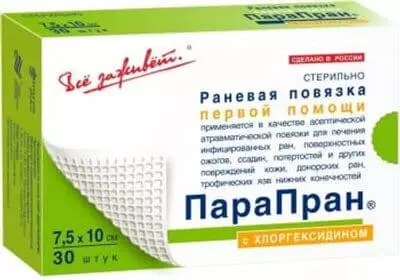 СДЕЛАНО В РОССИИ
Всё заживёт.
СТЕРИЛЬНО
Раневая повязка
первой помощи
применяется в качестве асептической
атравматической повязки для лечения
инфицированных ран, поверхностных
ожогов, ссадин, потертостей и других
повреждений кожи, донорских ран,
трофических язв нижних конечностей
ПараПран®
с ХЛОРГЕКСИДИНОМ
7,5 x 10 см
30 штук